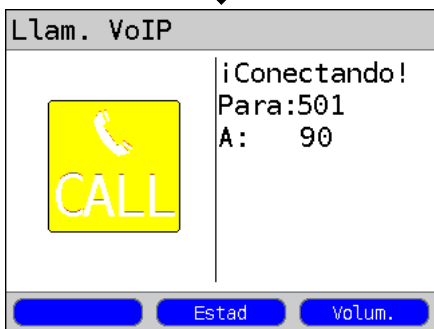 Llam. VoIP
¡Conectando!
Para:501
A: 90
CALL
Estad Volum.